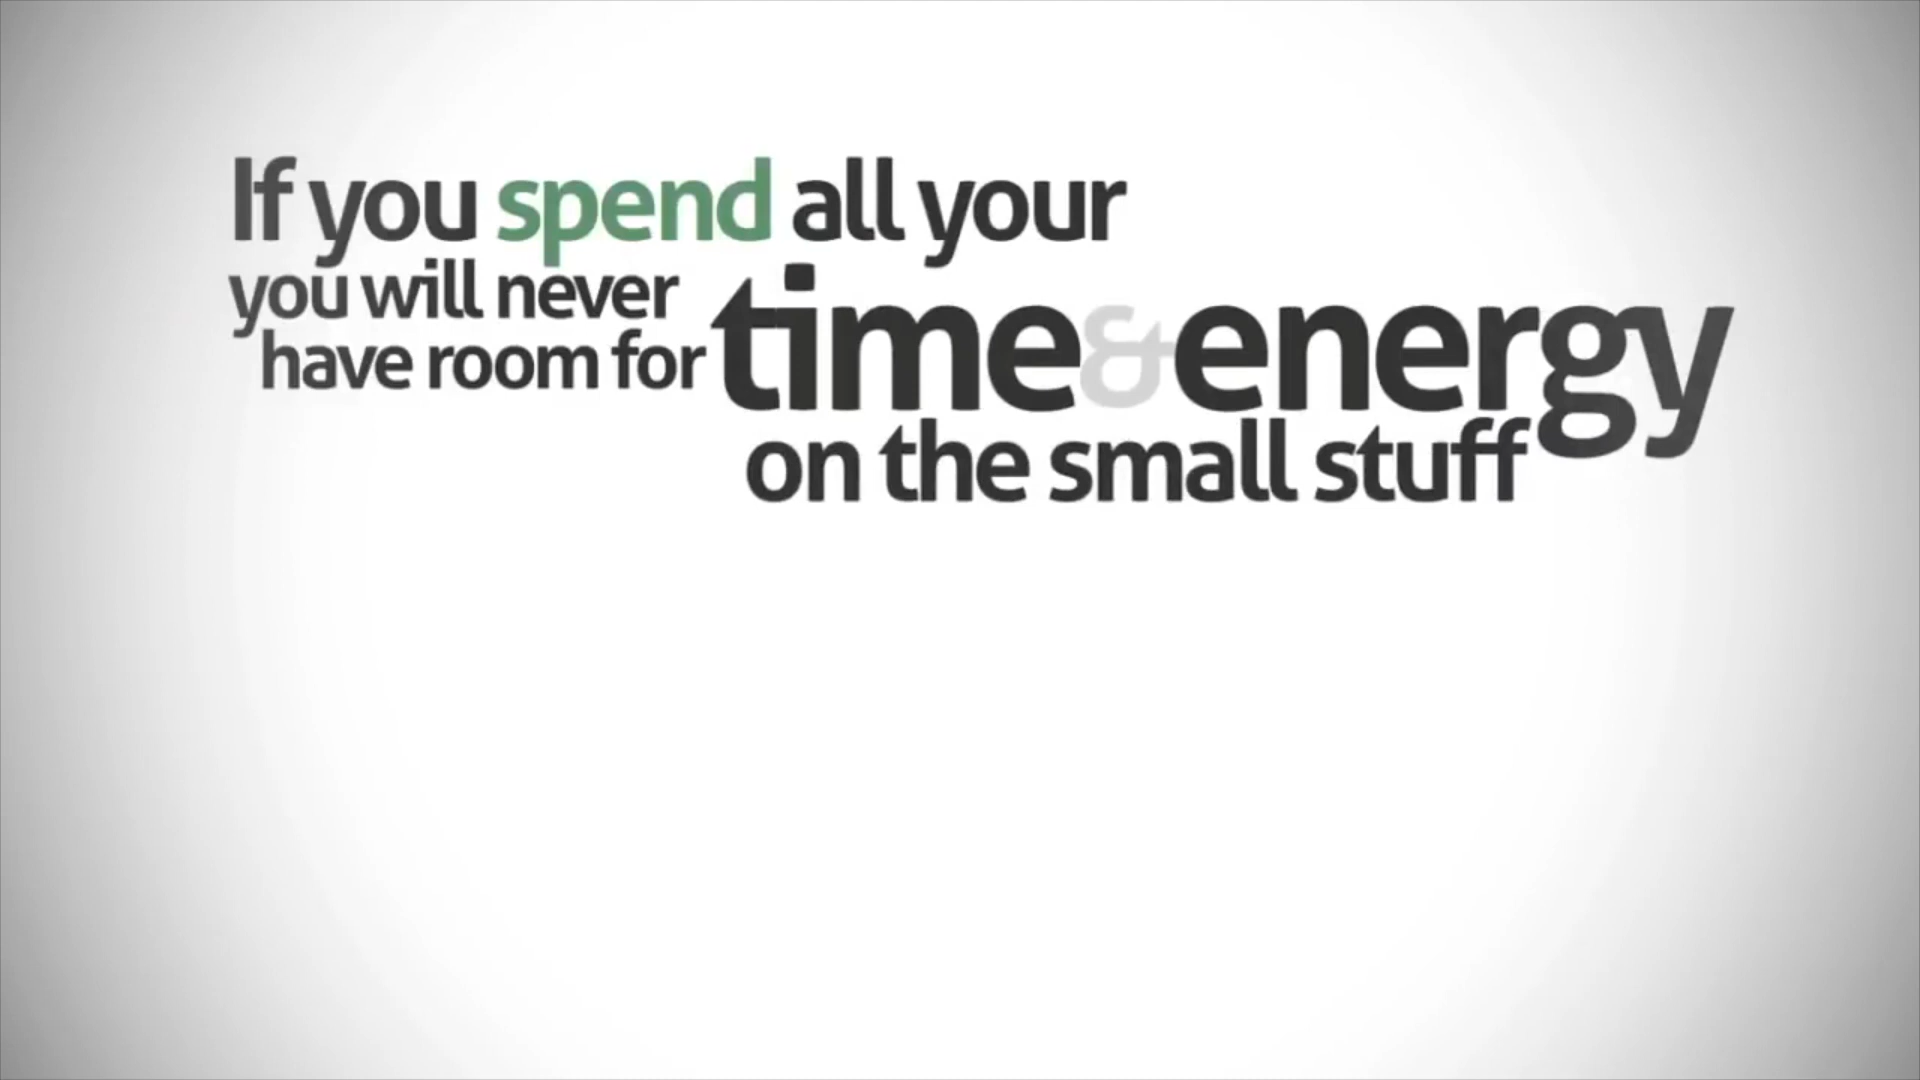 If you spend all your
time & energy
on the small stuff
you will never
have room for